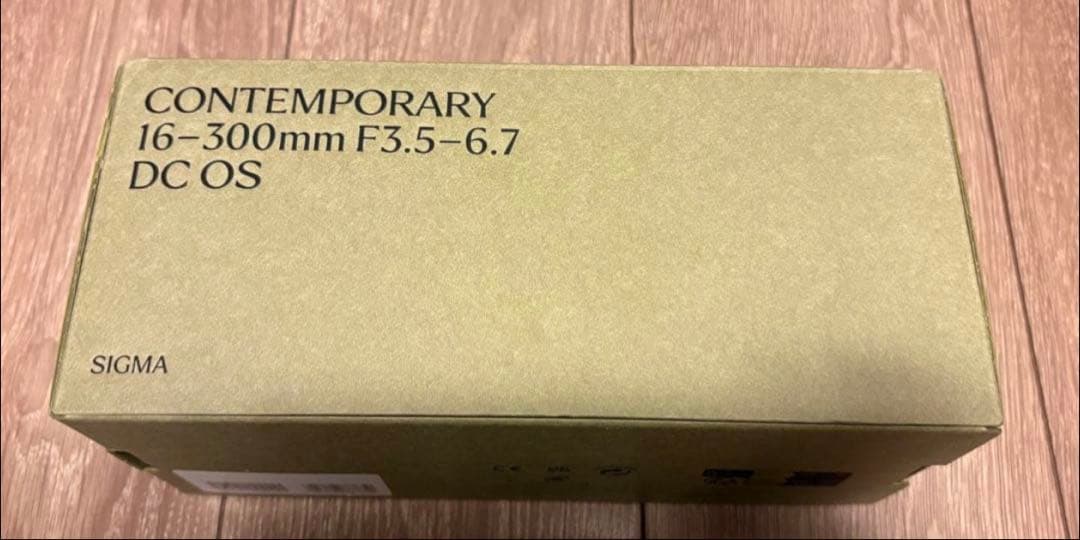 CONTEMPORARY
16–300mm F3.5–6.7
DC OS
SIGMA